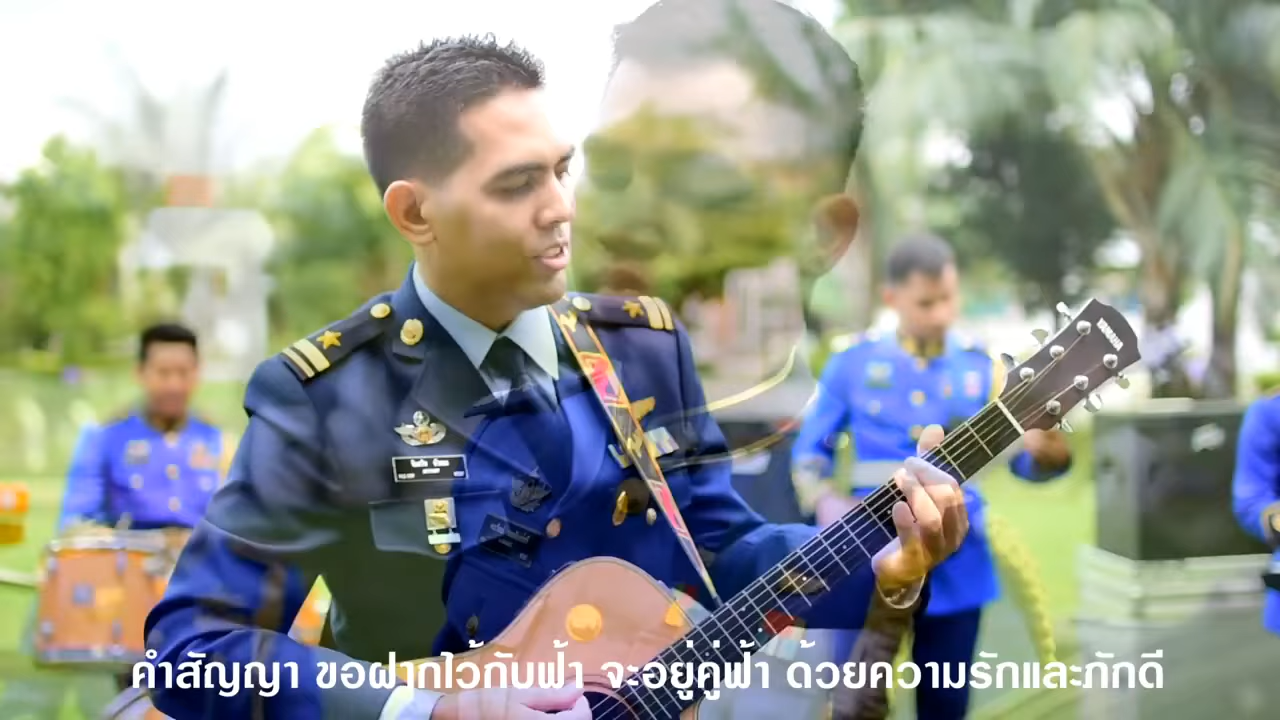 YAMAHA
คำสัญญา ขอฝากไว้กับฟ้า จะอยู่คู่ฟ้า ด้วยความรักและภักดี